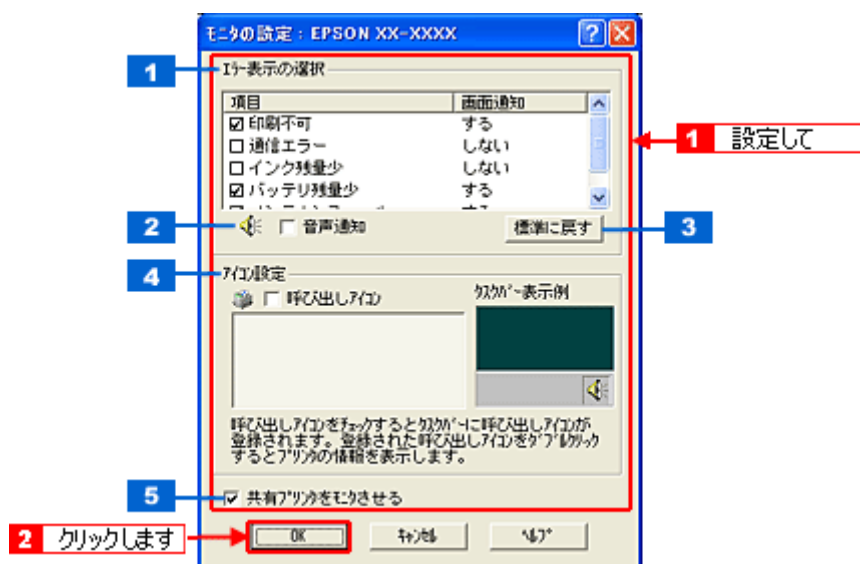 モニタの設定 : EPSON XX-XXXX
1
エラー表示の選択
項目 画面通知
印刷不可 する
通信エラー しない
インク残量少 しない
バッテリ残量少 する
1 設定して
2
音声通知
標準に戻す
3
4
アイコン設定
呼び出しアイコン
タスクバー表示例
呼び出しアイコンをチェックするとタスクバーに呼び出しアイコンが
登録されます。登録された呼び出しアイコンをダブルクリック
するとプリンタの情報を表示します。
5
共有プリンタをモニタさせる
2 クリックします
OK キャンセル ヘルプ